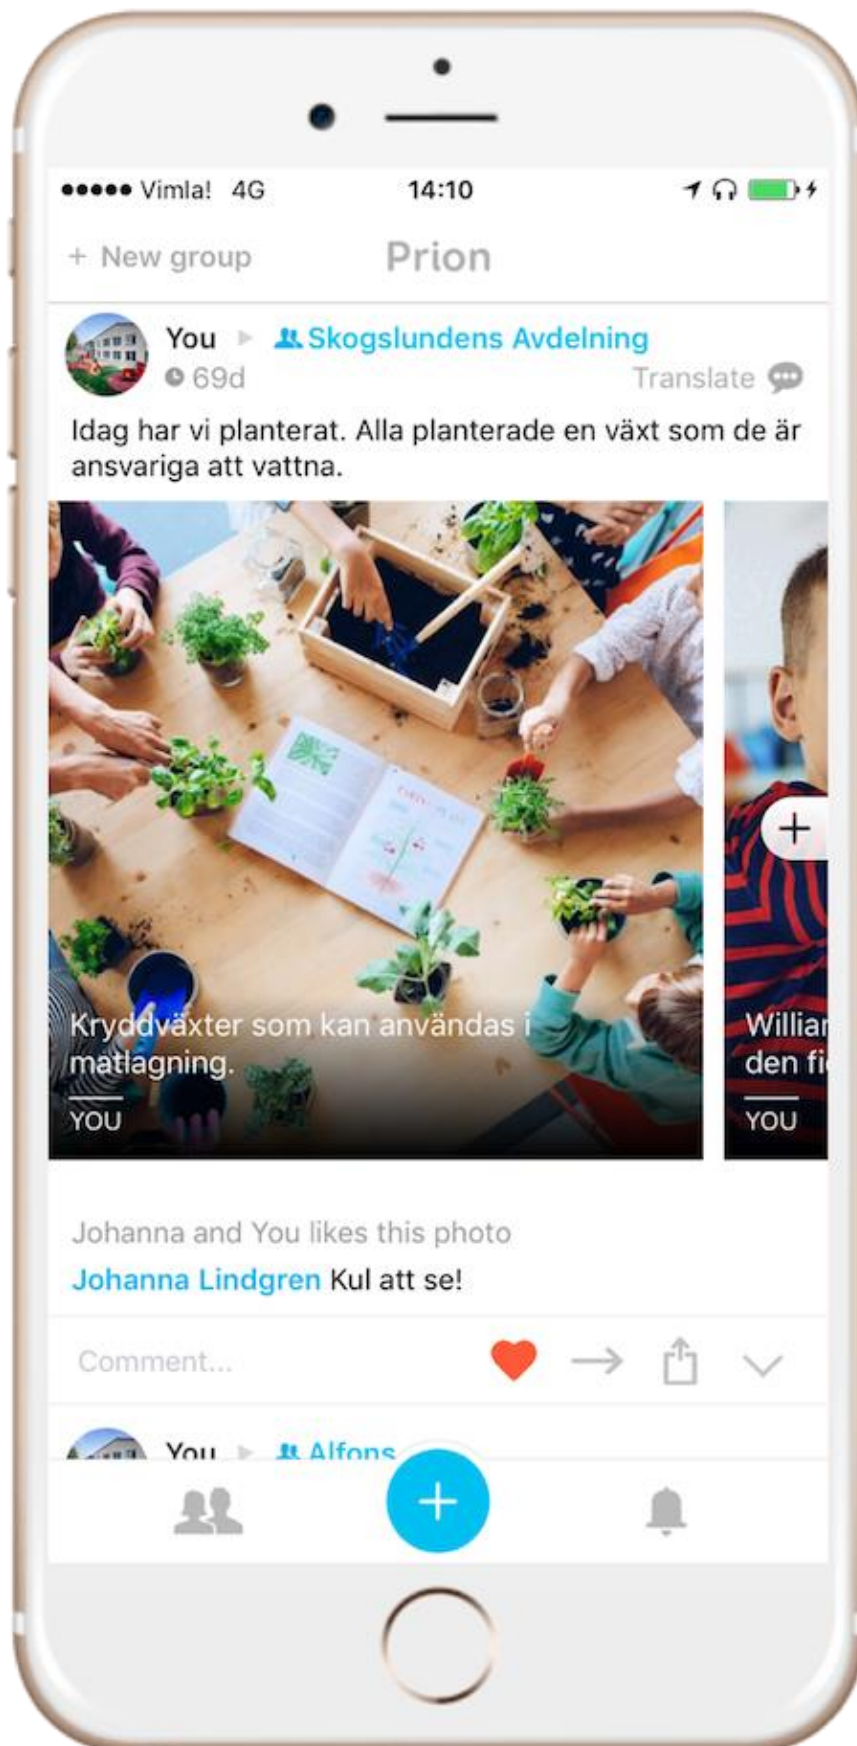 Vimla! 4G 14:10
+ New group Prion
You Skogslundens Avdelning
69d Translate
Idag har vi planterat. Alla planterade en växt som de är
ansvariga att vattna.
Kryddväxter som kan användas i
matlagning.
YOU
den
YOU
Johanna and You likes this photo
Johanna Lindgren Kul att se!
Comment...
You Alfons